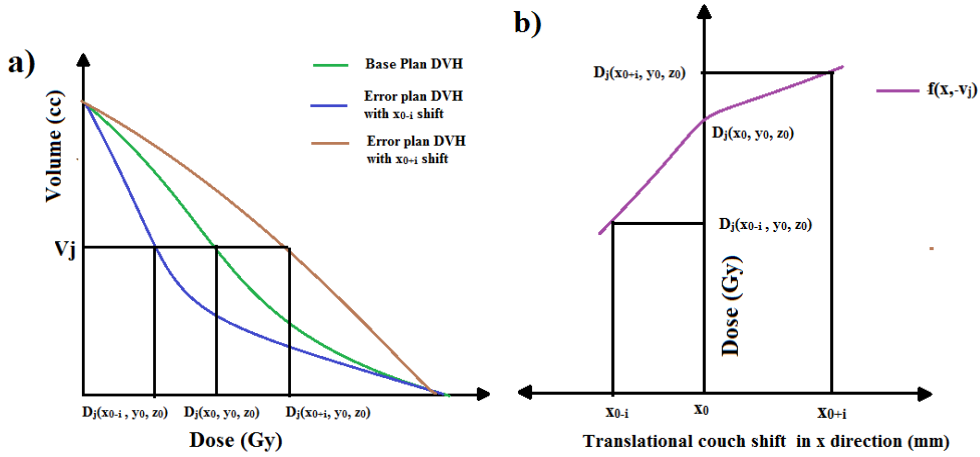 a)
Volume (cc)
Base Plan DVH
Error plan DVH
with x0-i shift
Error plan DVH
with x0+i shift
Vj
Dj(x0-i , y0, z0)
Dj(x0, y0, z0)
Dj(x0+i, y0, z0)
Dose (Gy)
b)
Dj(x0+i, y0, z0)
f(x, vj)
Dj(x0, y0, z0)
Dj(x0-i , y0, z0)
Dose (Gy)
x0-i
x0
x0+i
Translational couch shift in x direction (mm)